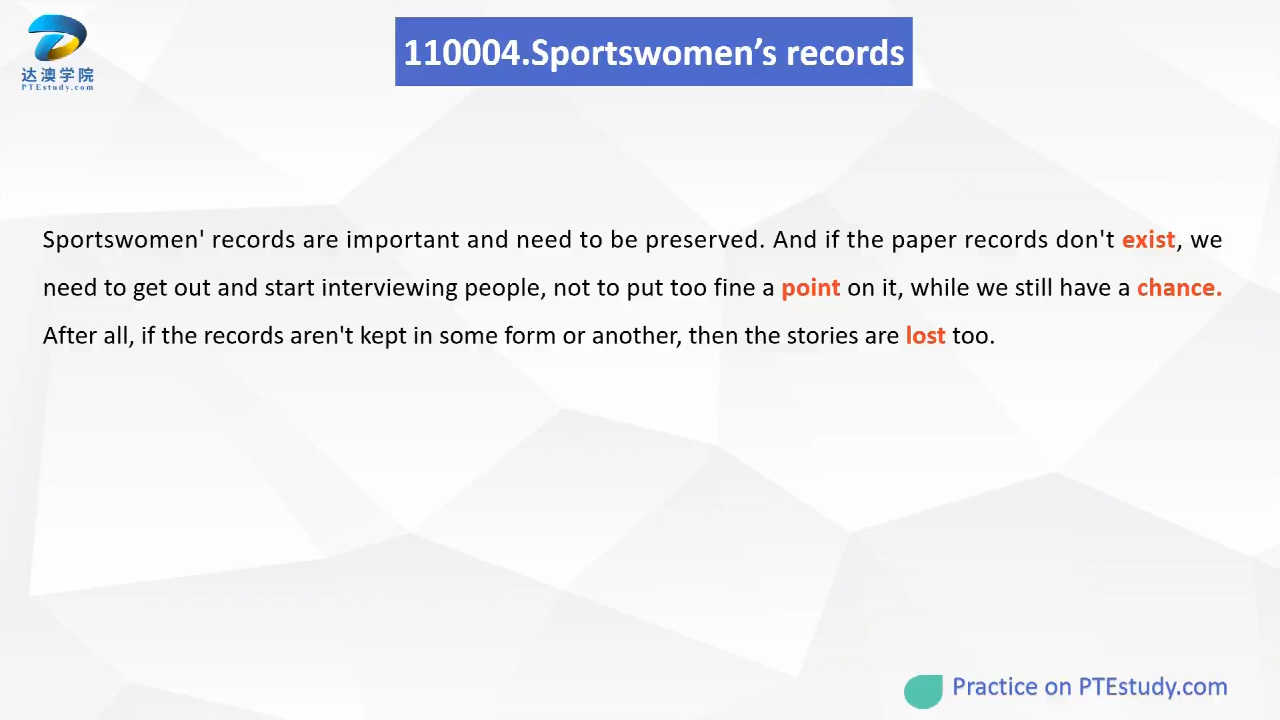 达澳学院
PTEstudy.com
110004.Sportswomen’s records
Sportswomen' records are important and need to be preserved. And if the paper records don't exist, we
need to get out and start interviewing people, not to put too fine a point on it, while we still have a chance.
After all, if the records aren't kept in some form or another, then the stories are lost too.
Practice on PTEstudy.com